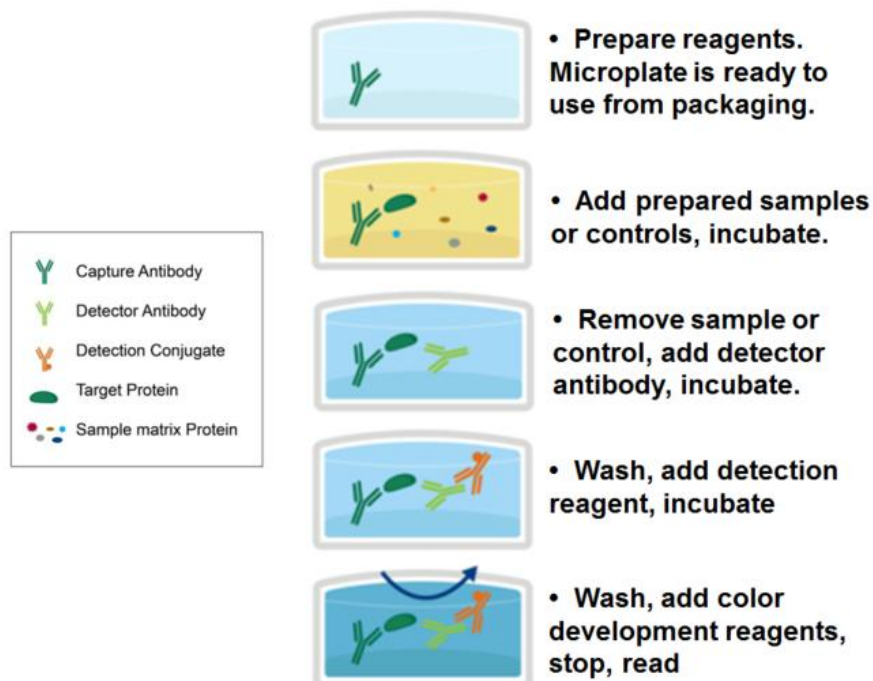 • Prepare reagents.
Microplate is ready to
use from packaging.
• Add prepared samples
or controls, incubate.
Capture Antibody
Detector Antibody
Detection Conjugate
Target Protein
Sample matrix Protein
• Remove sample or
control, add detector
antibody, incubate.
• Wash, add detection
reagent, incubate
• Wash, add color
development reagents,
stop, read